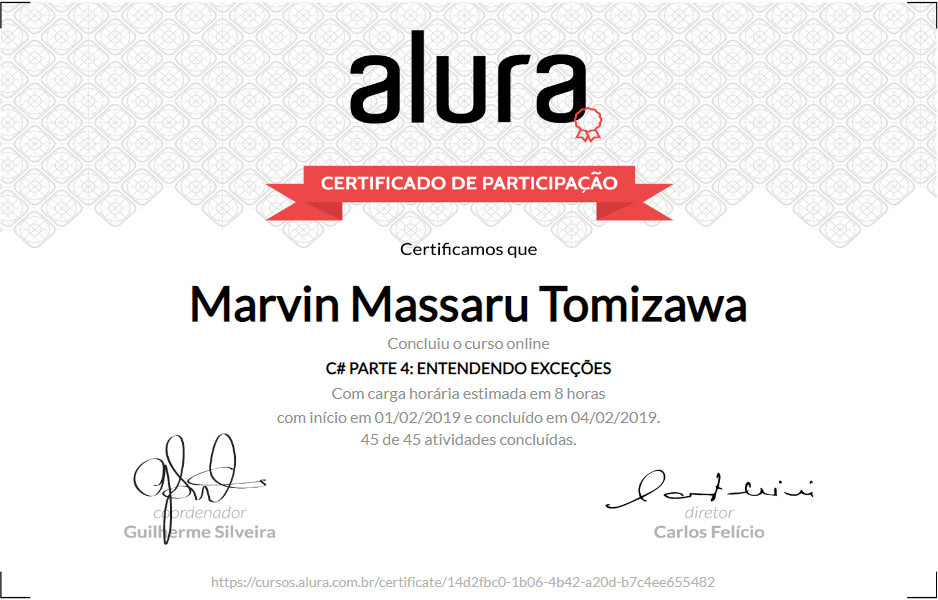 alura
CERTIFICADO DE PARTICIPAÇÃO
Certificamos que
Marvin Massaru Tomizawa
Concluiu o curso online
C# PARTE 4: ENTENDENDO EXCEÇÕES
Com carga horária estimada em 8 horas
com início em 01/02/2019 e concluído em 04/02/2019.
45 de 45 atividades concluídas.
coordenador
Guilherme Silveira
diretor
Carlos Felício
https://cursos.alura.com.br/certificate/14d2fbc0-1b06-4b42-a20d-b7c4ee655482